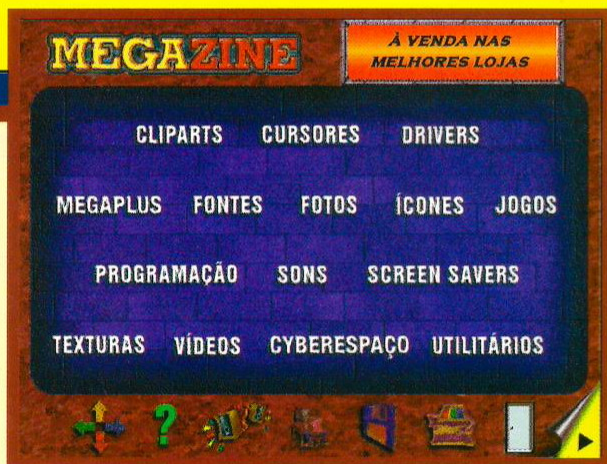 MEGAZINE
À VENDA NAS
MELHORES LOJAS
CLIPARTS CURSORES DRIVERS
MEGAPLUS FONTES FOTOS ÍCONES JOGOS
PROGRAMAÇÃO SONS SCREEN SAVERS
TEXTURAS VÍDEOS CYBERESPAÇO UTILITÁRIOS
?